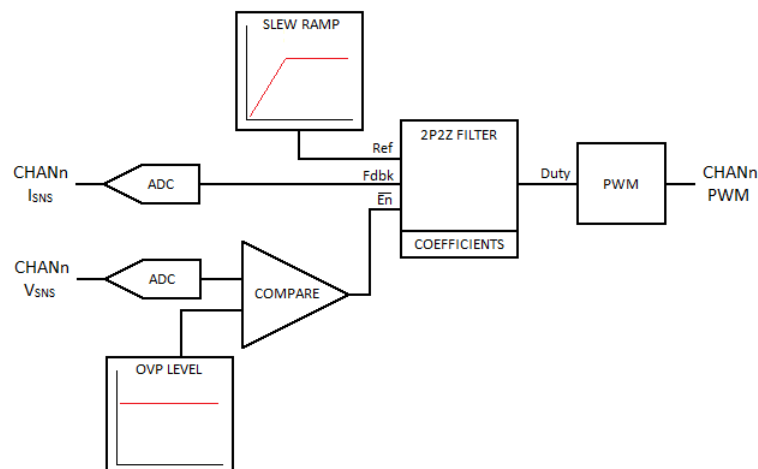 SLEW RAMP
2P2Z FILTER
Ref
CHANn
ISNS
ADC
Fdbk
Duty
PWM
CHANn
PWM
E̅n̅
COEFFICIENTS
CHANn
VSNS
ADC
COMPARE
OVP LEVEL